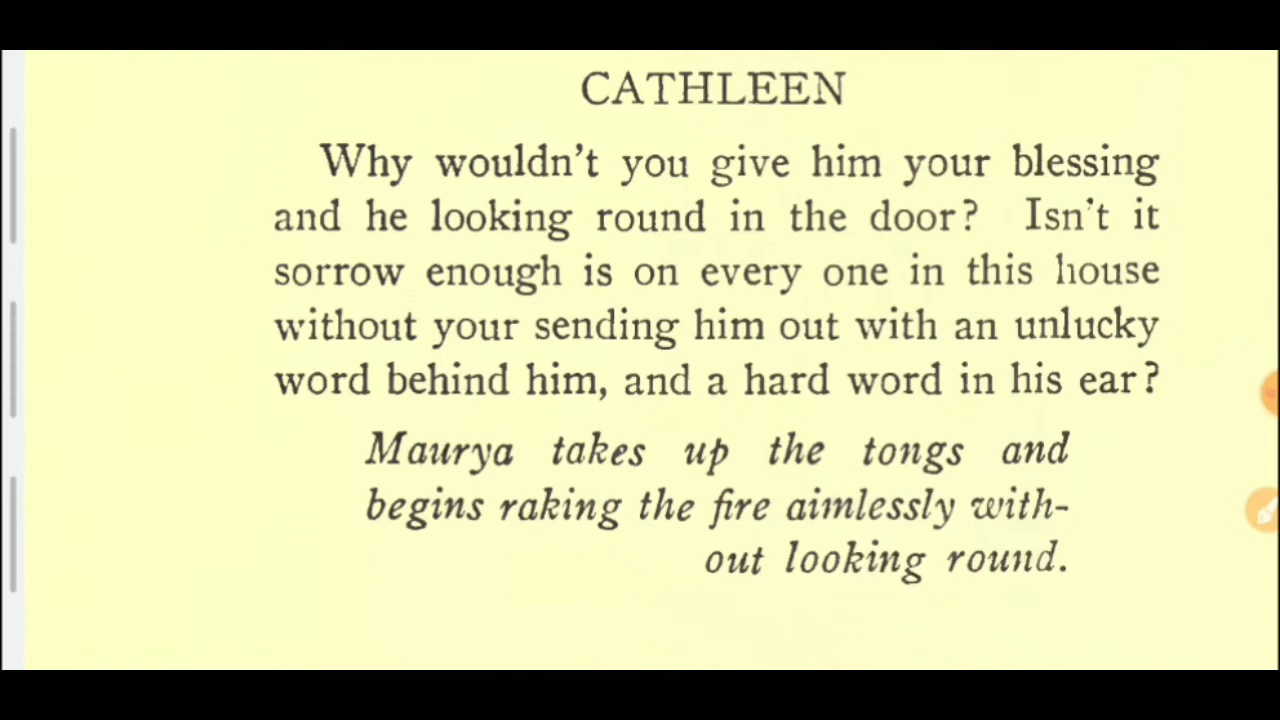 CATHLEEN
Why wouldn't you give him your blessing
and he looking round in the door? Isn't it
sorrow enough is on every one in this house
without your sending him out with an unlucky
word behind him, and a hard word in his ear?
Maurya takes up the tongs and
begins raking the fire aimlessly with-
out looking round.